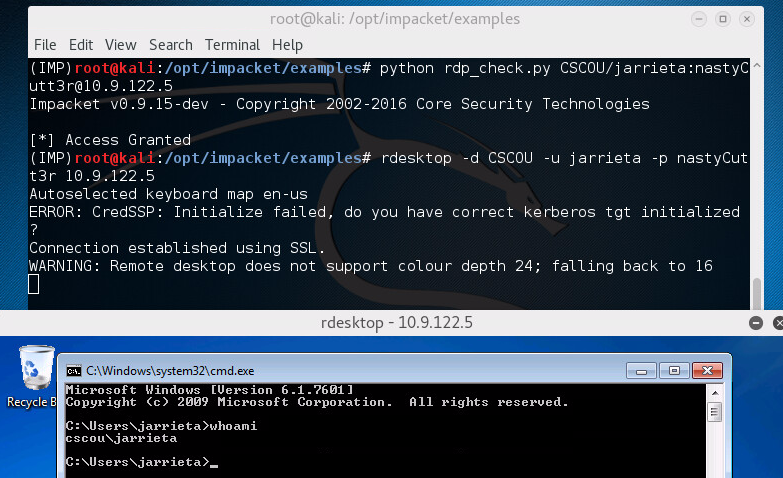 root@kali: /opt/impacket/examples
File Edit View Search Terminal Help
(IMP)root@kali:/opt/impacket/examples# python rdp_check.py CSCOU/jarrieta:nastyC
utt3r@10.9.122.5
Impacket v0.9.15-dev - Copyright 2002-2016 Core Security Technologies
[*] Access Granted
(IMP)root@kali:/opt/impacket/examples# rdesktop -d CSCOU -u jarrieta -p nastyCut
t3r 10.9.122.5
Autoselected keyboard map en-us
ERROR: CredSSP: Initialize failed, do you have correct kerberos tgt initialized
?
Connection established using SSL.
WARNING: Remote desktop does not support colour depth 24; falling back to 16
rdesktop - 10.9.122.5
C:\Windows\system32\cmd.exe
Recycle B
Microsoft Windows [Version 6.1.7601]
Copyright (c) 2009 Microsoft Corporation.  All rights reserved.
C:\Users\jarrieta>whoami
cscou\jarrieta
C:\Users\jarrieta>_